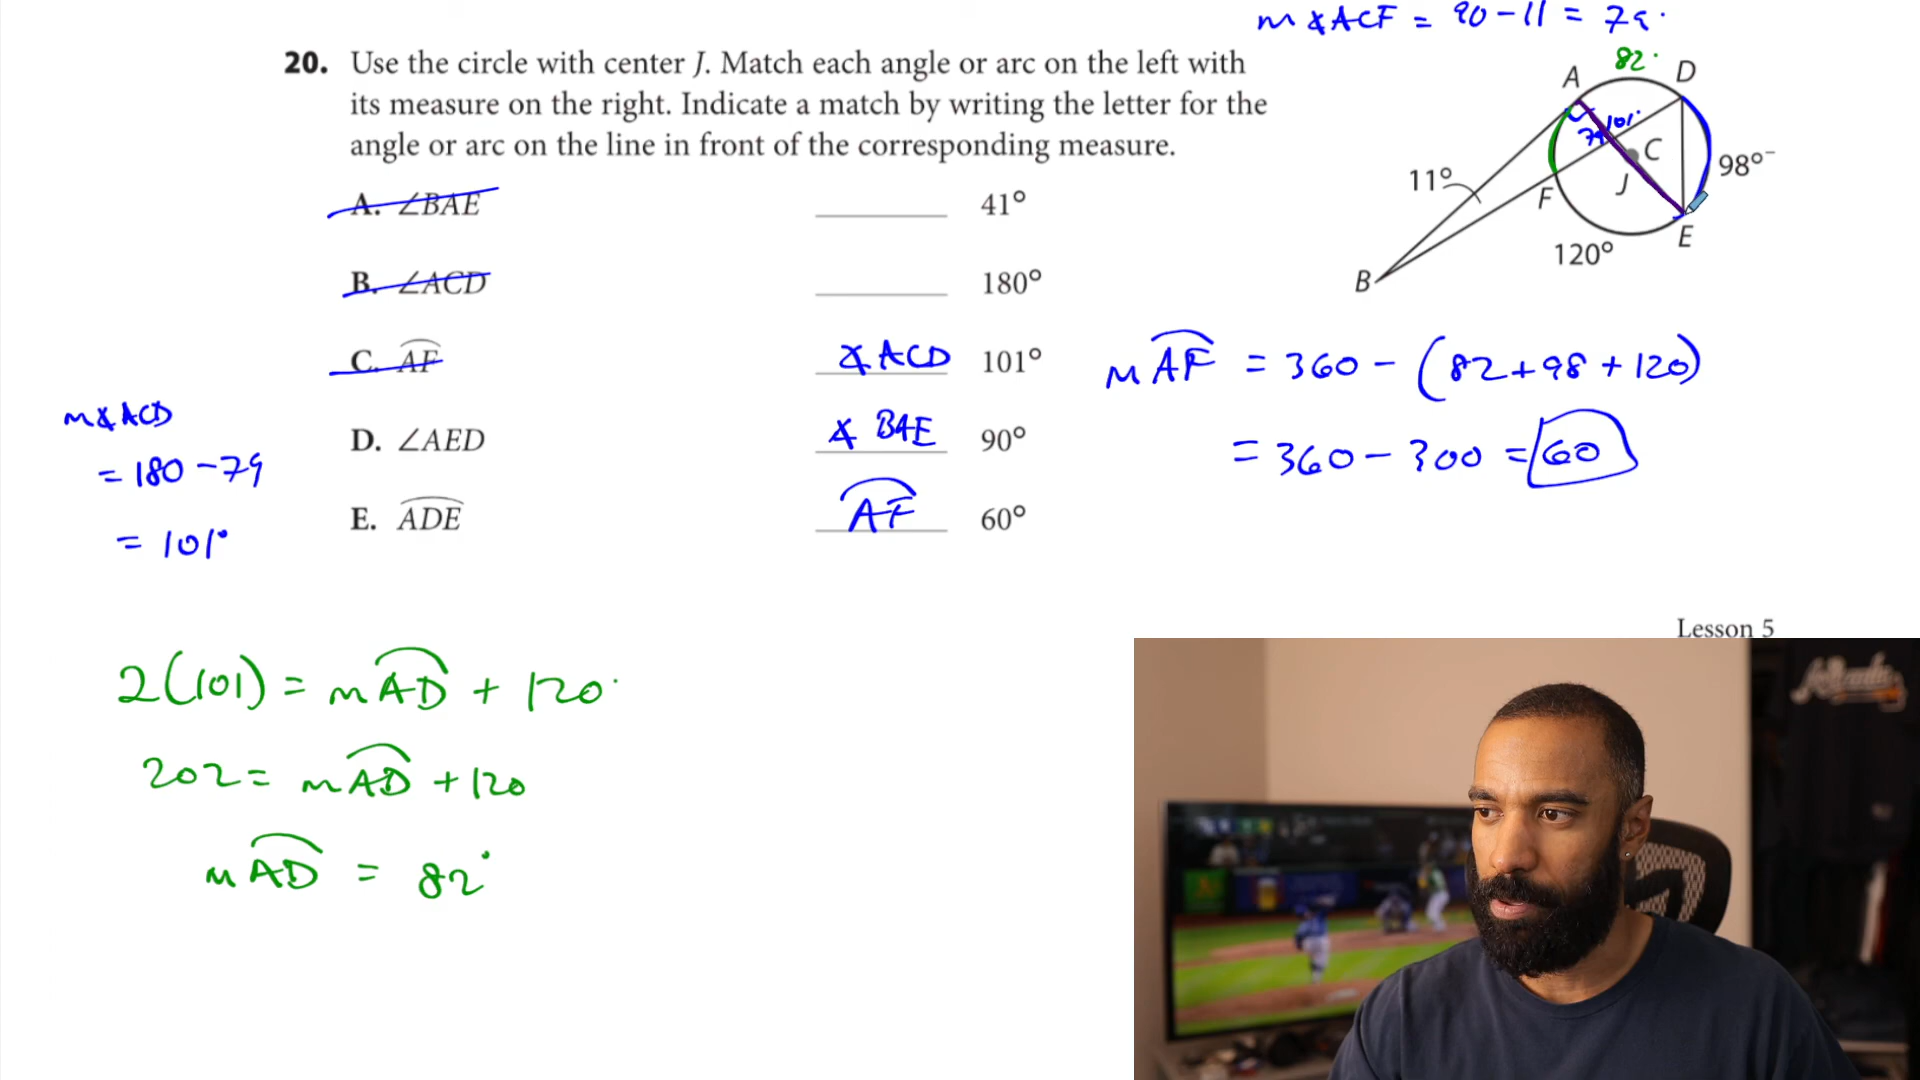 m∡ACF = 90 - 11 = 79°
20. Use the circle with center J. Match each angle or arc on the left with
its measure on the right. Indicate a match by writing the letter for the
angle or arc on the line in front of the corresponding measure.
A. ∠BAE ________ 41°
B. ∠ACD ________ 180°
C. AF ∡ACD 101°
D. ∠AED ∡BAE 90°
E. ADE AF 60°
82°
A
D
101°
79
C
98°
11°
J
F
E
120°
B
mAF = 360 - (82+98+120)
= 360 - 300 = 60
m∡ACD
= 180 - 79
= 101°
Lesson 5
2(101) = mAD + 120°
202 = mAD + 120
mAD = 82°